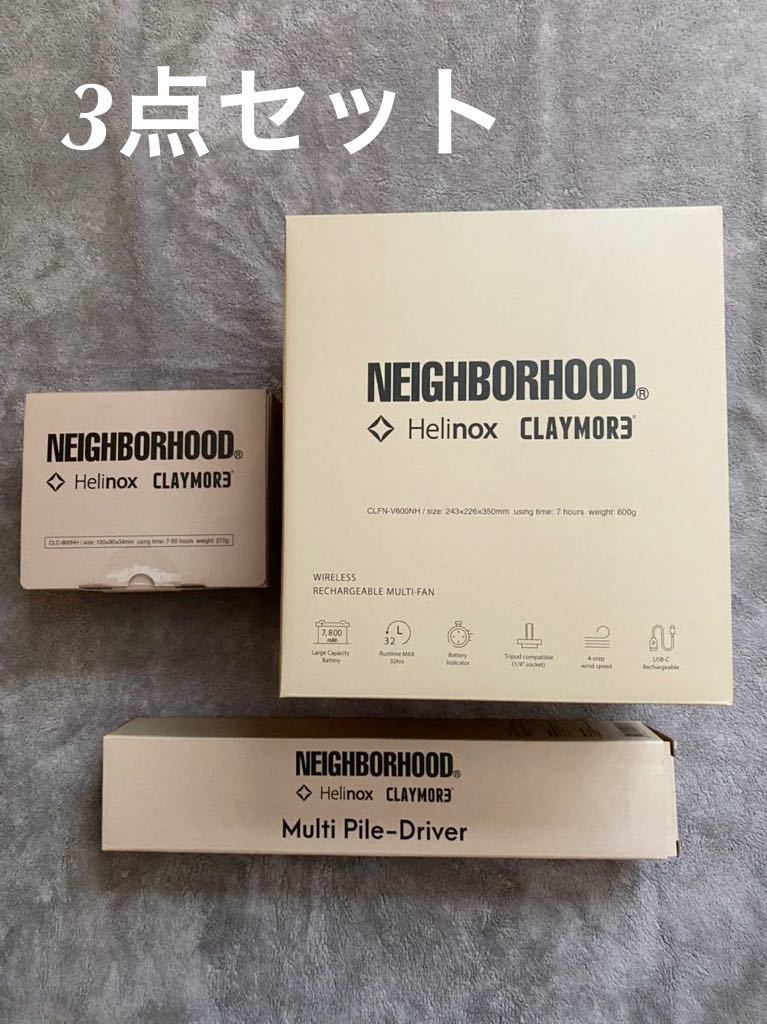 3点セット
NEIGHBORHOOD®
Helinox CLAYMOR3®
CLC-900NH / size: 120×90×34mm using time: 7-50 hours weight: 270g
NEIGHBORHOOD®
Helinox CLAYMOR3®
CLFN-V600NH / size: 243×226×350mm using time: 7 hours weight: 600g
WIRELESS
RECHARGEABLE MULTI-FAN
7,800
mAh
Large Capacity
Battery
32
Runtime MAX
32hrs
Battery
Indicator
Tripod compatible
(1/4" socket)
4-step
wind speed
USB-C
Rechargeable
NEIGHBORHOOD®
Helinox CLAYMOR3®
Multi Pile-Driver